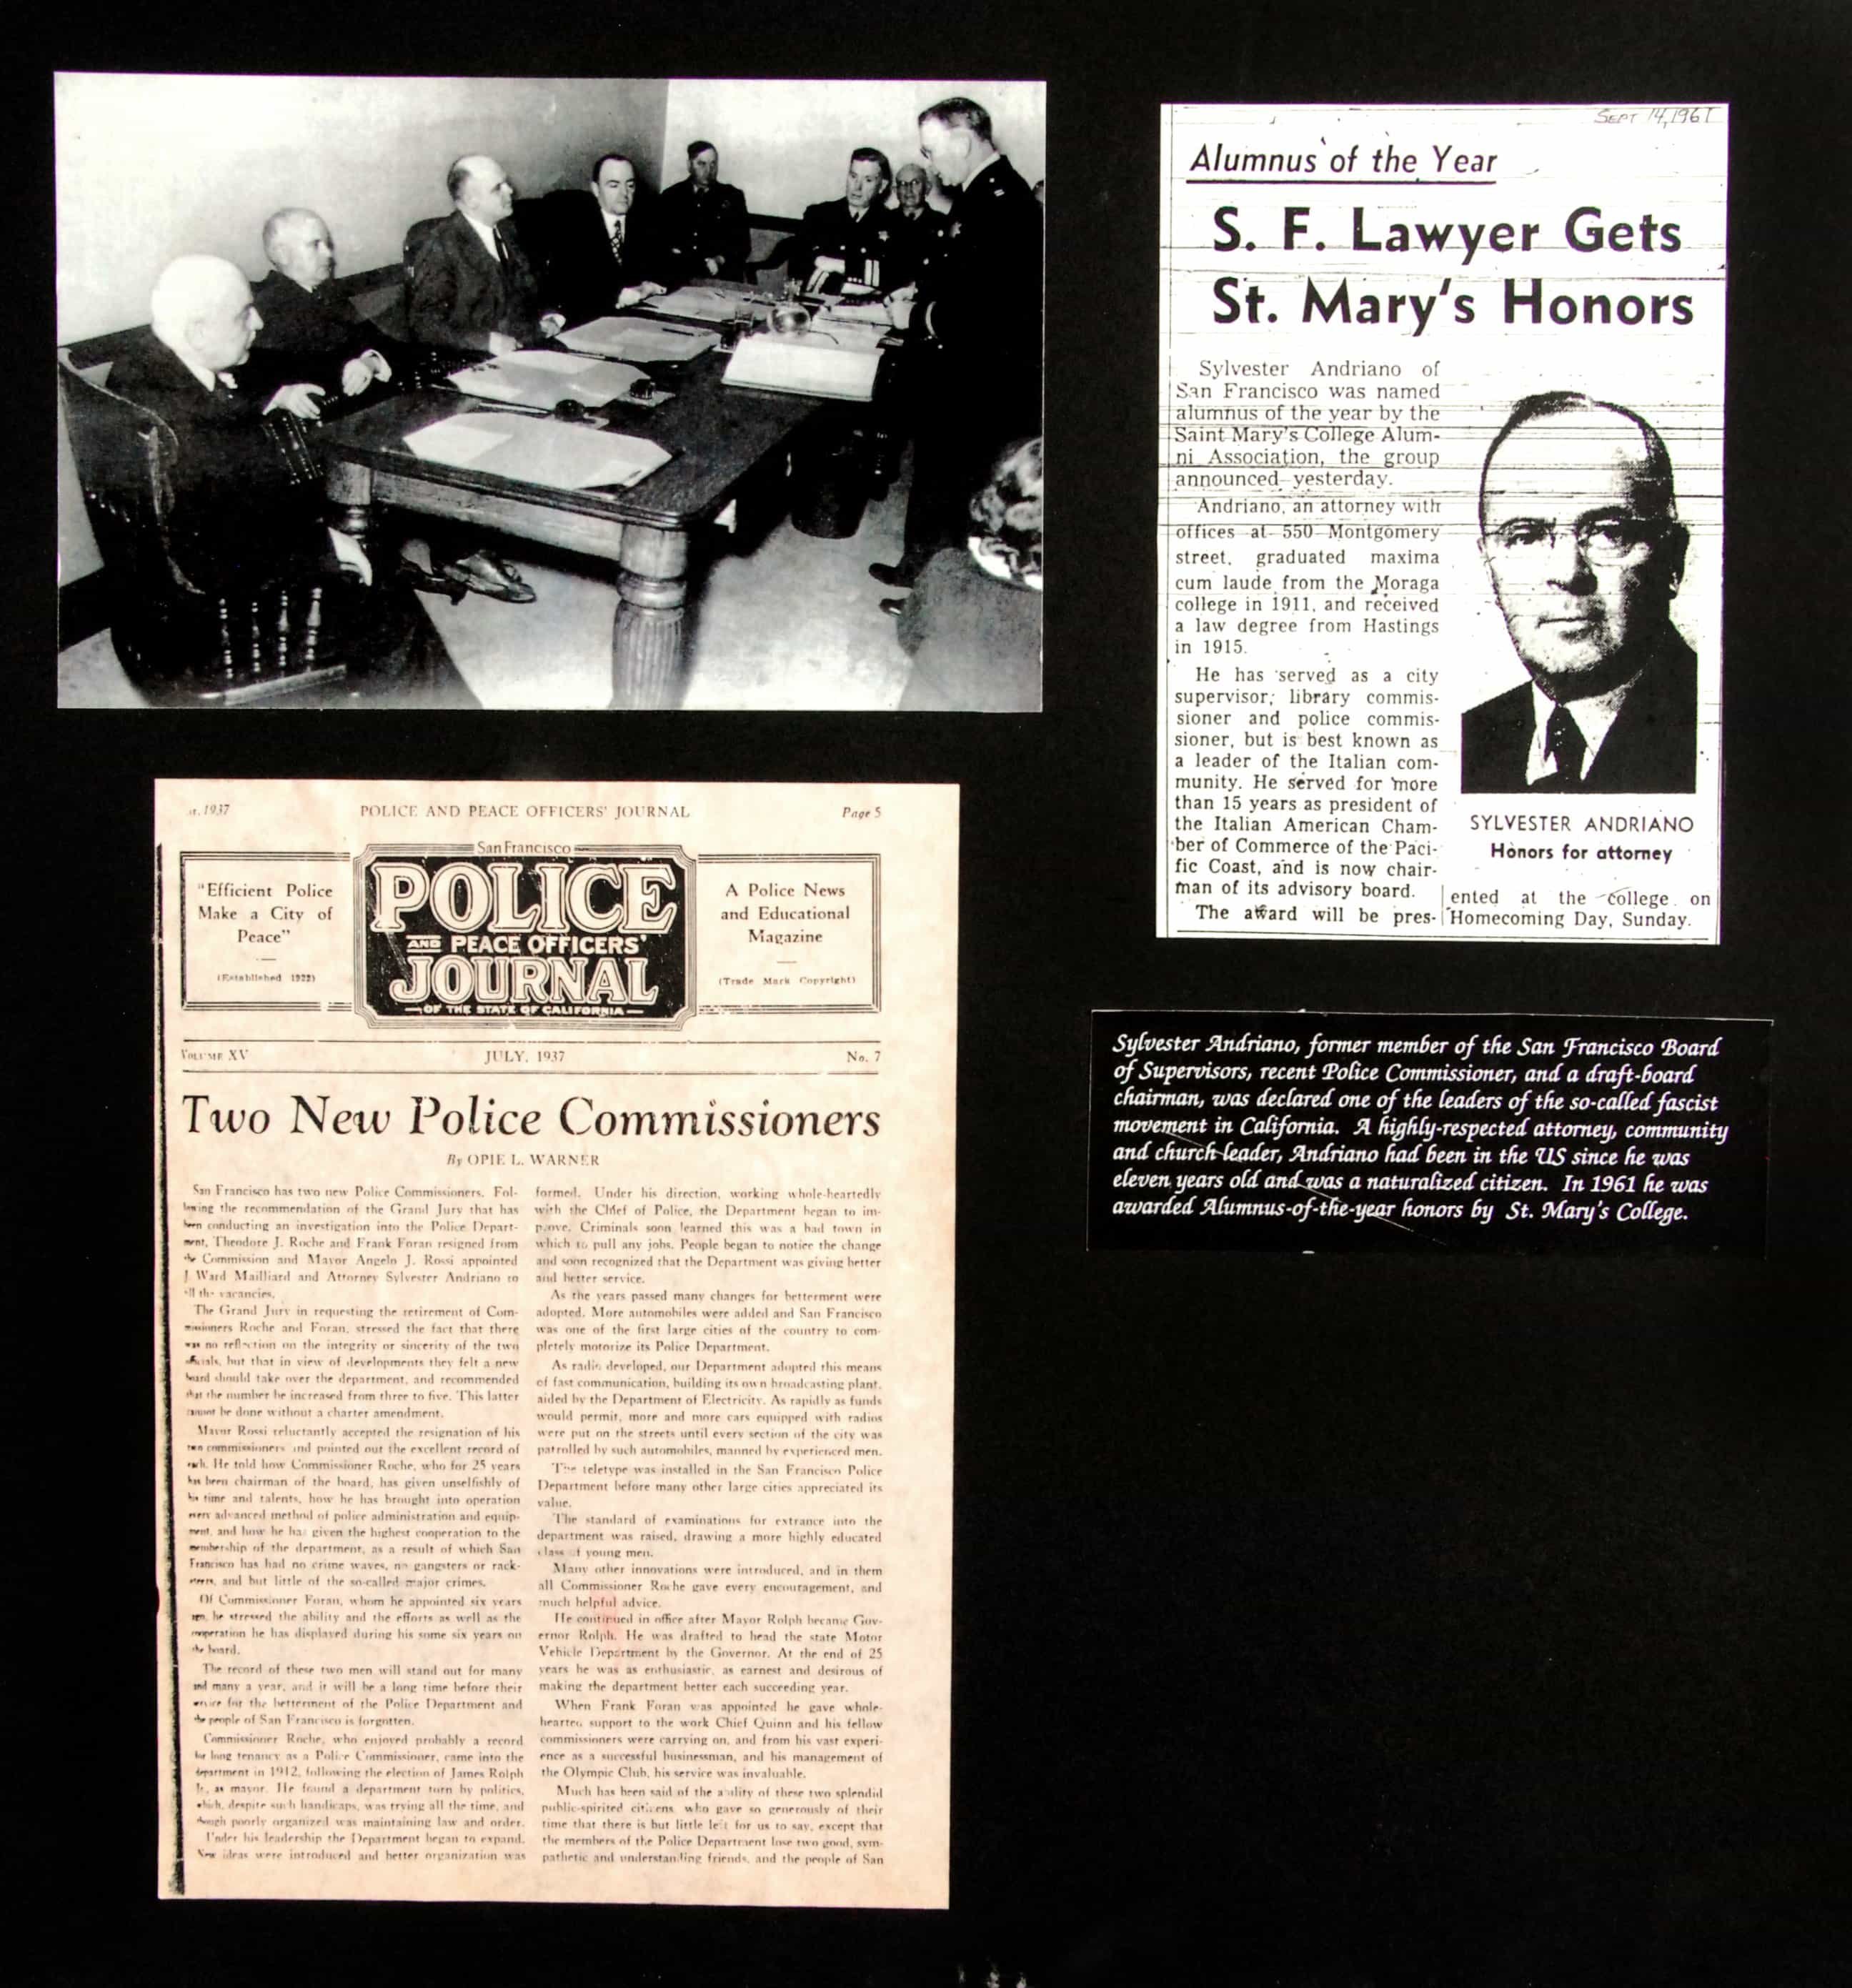 SEPT 14, 1961
Alumnus of the Year
S. F. Lawyer Gets
St. Mary's Honors
Sylvester Andriano of
San Francisco was named
alumnus of the year by the
Saint Mary's College Alum-
ni Association, the group
announced yesterday.
Andriano, an attorney with
offices at 550 Montgomery
street, graduated maxima
cum laude from the Moraga
college in 1911, and received
a law degree from Hastings
in 1915.
He has served as a city
supervisor; library commis-
sioner and police commis-
sioner, but is best known as
a leader of the Italian com-
munity. He served for more
than 15 years as president of
the Italian American Cham-
ber of Commerce of the Paci-
fic Coast, and is now chair-
man of its advisory board.
The award will be pres-
ented at the college on
Homecoming Day, Sunday.
SYLVESTER ANDRIANO
Honors for attorney
1937 POLICE AND PEACE OFFICERS' JOURNAL Page 5
"Efficient Police
Make a City of
Peace"
(Established 1922)
San Francisco
POLICE
AND PEACE OFFICERS'
JOURNAL
OF THE STATE OF CALIFORNIA
A Police News
and Educational
Magazine
(Trade Mark Copyright)
VOLUME XV JULY, 1937 No. 7
Two New Police Commissioners
By OPIE L. WARNER
San Francisco has two new Police Commissioners. Fol-
lowing the recommendation of the Grand Jury that has
been conducting an investigation into the Police Depart-
ment, Theodore J. Roche and Frank Foran resigned from
the Commission and Mayor Angelo J. Rossi appointed
J Ward Mailliard and Attorney Sylvester Andriano to
fill the vacancies.
The Grand Jury in requesting the retirement of Com-
missioners Roche and Foran, stressed the fact that there
was no reflection on the integrity or sincerity of the two
officials, but that in view of developments they felt a new
board should take over the department, and recommended
that the number be increased from three to five. This latter
cannot be done without a charter amendment.
Mayor Rossi reluctantly accepted the resignation of his
two commissioners and pointed out the excellent record of
each. He told how Commissioner Roche, who for 25 years
has been chairman of the board, has given unselfishly of
his time and talents, how he has brought into operation
every advanced method of police administration and equip-
ment, and how he has given the highest cooperation to the
membership of the department, as a result of which San
Francisco has had no crime waves, no gangsters or rack-
eteers, and but little of the so-called major crimes.
Of Commissioner Foran, whom he appointed six years
ago, he stressed the ability and the efforts as well as the
cooperation he has displayed during his some six years on
the board.
The record of these two men will stand out for many
and many a year, and it will be a long time before their
service for the betterment of the Police Department and
the people of San Francisco is forgotten.
Commissioner Roche, who enjoyed probably a record
for long tenancy as a Police Commissioner, came into the
department in 1912, following the election of James Rolph
Jr. as mayor. He found a department torn by politics,
which, despite such handicaps, was trying all the time, and
though poorly organized was maintaining law and order.
Under his leadership the Department began to expand.
New ideas were introduced and better organization was
formed. Under his direction, working whole-heartedly
with the Chief of Police, the Department began to im-
prove. Criminals soon learned this was a bad town in
which to pull any jobs. People began to notice the change
and soon recognized that the Department was giving better
and better service.
As the years passed many changes for betterment were
adopted. More automobiles were added and San Francisco
was one of the first large cities of the country to com-
pletely motorize its Police Department.
As radio developed, our Department adopted this means
of fast communication, building its own broadcasting plant,
aided by the Department of Electricity. As rapidly as funds
would permit, more and more cars equipped with radios
were put on the streets until every section of the city was
patrolled by such automobiles, manned by experienced men.
The teletype was installed in the San Francisco Police
Department before many other large cities appreciated its
value.
The standard of examinations for extrance into the
department was raised, drawing a more highly educated
class of young men.
Many other innovations were introduced, and in them
all Commissioner Roche gave every encouragement, and
much helpful advice.
He continued in office after Mayor Rolph became Gov-
ernor Rolph. He was drafted to head the state Motor
Vehicle Department by the Governor. At the end of 25
years he was as enthusiastic, as earnest and desirous of
making the department better each succeeding year.
When Frank Foran was appointed he gave whole-
hearted support to the work Chief Quinn and his fellow
commissioners were carrying on, and from his vast experi-
ence as a successful businessman, and his management of
the Olympic Club, his service was invaluable.
Much has been said of the ability of these two splendid
public-spirited citizens, who gave so generously of their
time that there is but little left for us to say, except that
the members of the Police Department lose two good, sym-
pathetic and understanding friends, and the people of San
Sylvester Andriano, former member of the San Francisco Board
of Supervisors, recent Police Commissioner, and a draft-board
chairman, was declared one of the leaders of the so-called fascist
movement in California. A highly-respected attorney, community
and church leader, Andriano had been in the US since he was
eleven years old and was a naturalized citizen. In 1961 he was
awarded Alumnus-of-the-year honors by St. Mary's College.